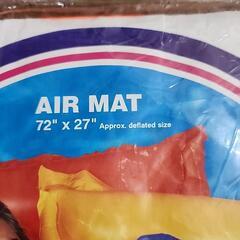 AIR MAT
72" x 27" Approx. deflated size